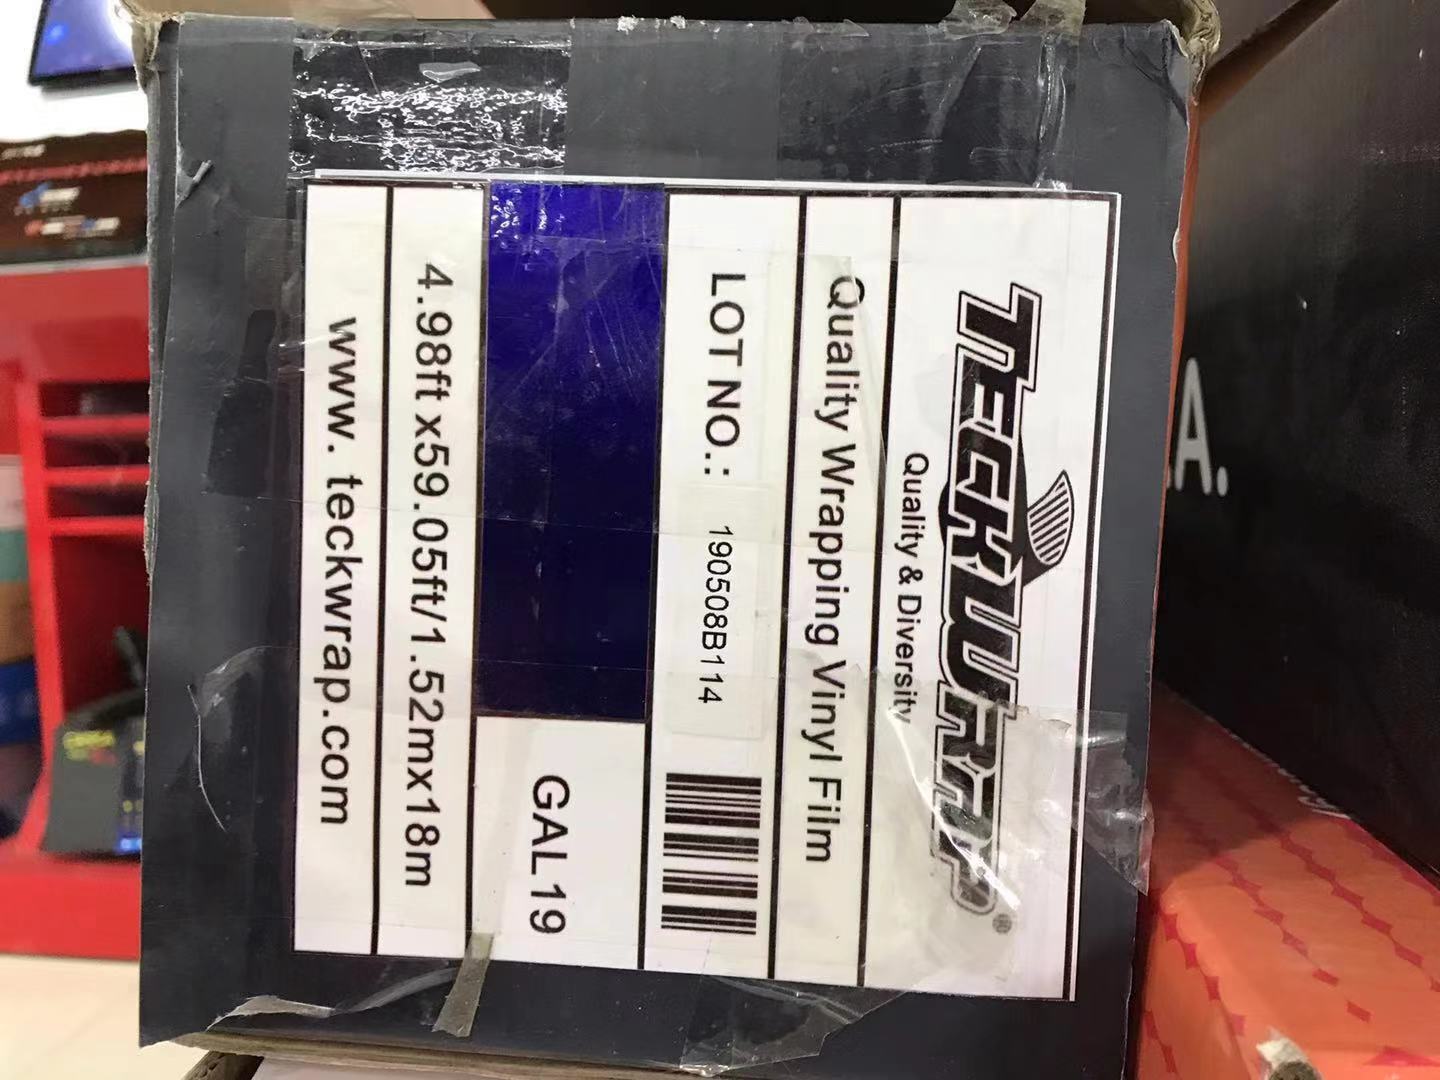 TECKWRAP®
Quality & Diversity
Quality Wrapping Vinyl Film
LOT NO.: 190508B114
GAL19
4.98ft x59.05ft/1.52mx18m
www. teckwrap.com
A.